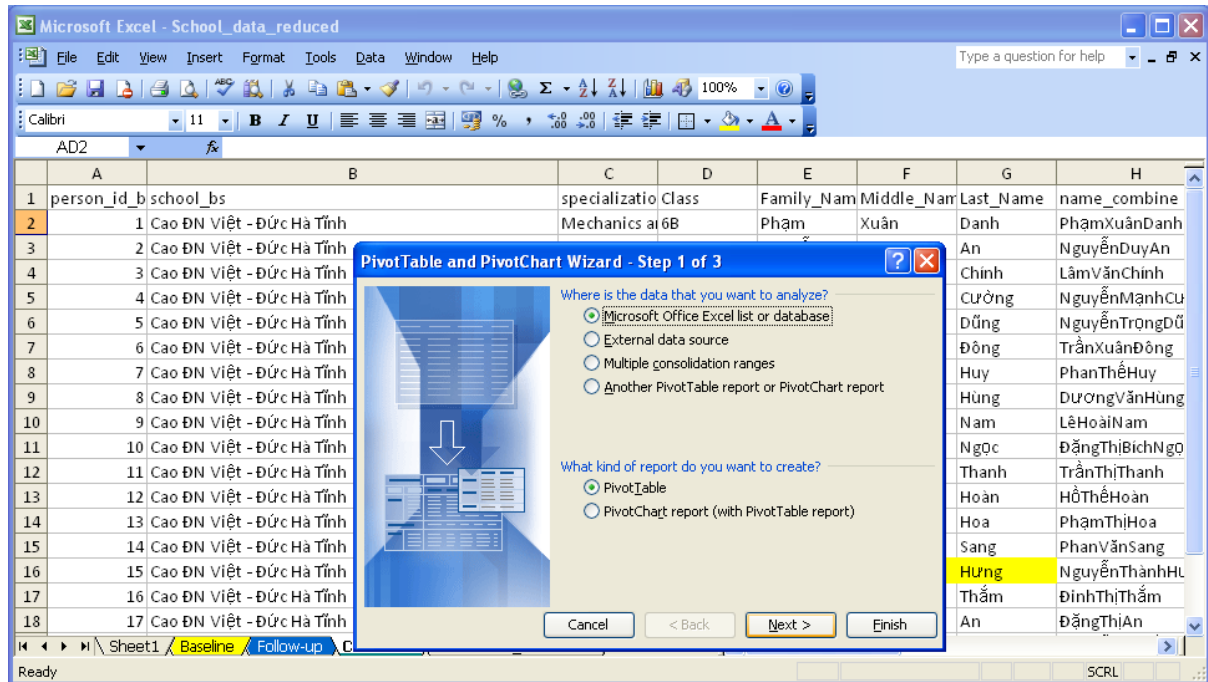 Microsoft Excel - School_data_reduced
File Edit View Insert Format Tools Data Window Help Type a question for help
100%
Calibri 11 B I U
AD2 fx
A B C D E F G H
1 person_id_b school_bs specializatio Class Family_Nam Middle_Nam Last_Name name_combine
2 1 Cao ĐN Việt - Đức Hà Tĩnh Mechanics ar 6B Phạm Xuân Danh PhạmXuânDanh
3 2 Cao ĐN Việt - Đức Hà Tĩnh An NguyễnDuyAn
4 3 Cao ĐN Việt - Đức Hà Tĩnh Chính LâmVănChính
5 4 Cao ĐN Việt - Đức Hà Tĩnh Cường NguyễnMạnhCư
6 5 Cao ĐN Việt - Đức Hà Tĩnh Dũng NguyễnTrọngDũ
7 6 Cao ĐN Việt - Đức Hà Tĩnh Đông TrầnXuânĐông
8 7 Cao ĐN Việt - Đức Hà Tĩnh Huy PhanThếHuy
9 8 Cao ĐN Việt - Đức Hà Tĩnh Hùng DươngVănHùng
10 9 Cao ĐN Việt - Đức Hà Tĩnh Nam LêHoàiNam
11 10 Cao ĐN Việt - Đức Hà Tĩnh Ngọc ĐặngThịBíchNgọ
12 11 Cao ĐN Việt - Đức Hà Tĩnh Thanh TrầnThịThanh
13 12 Cao ĐN Việt - Đức Hà Tĩnh Hoàn HồThếHoàn
14 13 Cao ĐN Việt - Đức Hà Tĩnh Hoa PhạmThịHoa
15 14 Cao ĐN Việt - Đức Hà Tĩnh Sang PhanVănSang
16 15 Cao ĐN Việt - Đức Hà Tĩnh Hưng NguyễnThànhHư
17 16 Cao ĐN Việt - Đức Hà Tĩnh Thắm ĐinhThịThắm
18 17 Cao ĐN Việt - Đức Hà Tĩnh An ĐặngThịAn
PivotTable and PivotChart Wizard - Step 1 of 3
Where is the data that you want to analyze?
Microsoft Office Excel list or database
External data source
Multiple consolidation ranges
Another PivotTable report or PivotChart report
What kind of report do you want to create?
PivotTable
PivotChart report (with PivotTable report)
Cancel < Back Next > Finish
Sheet1 Baseline Follow-up
Ready SCRL